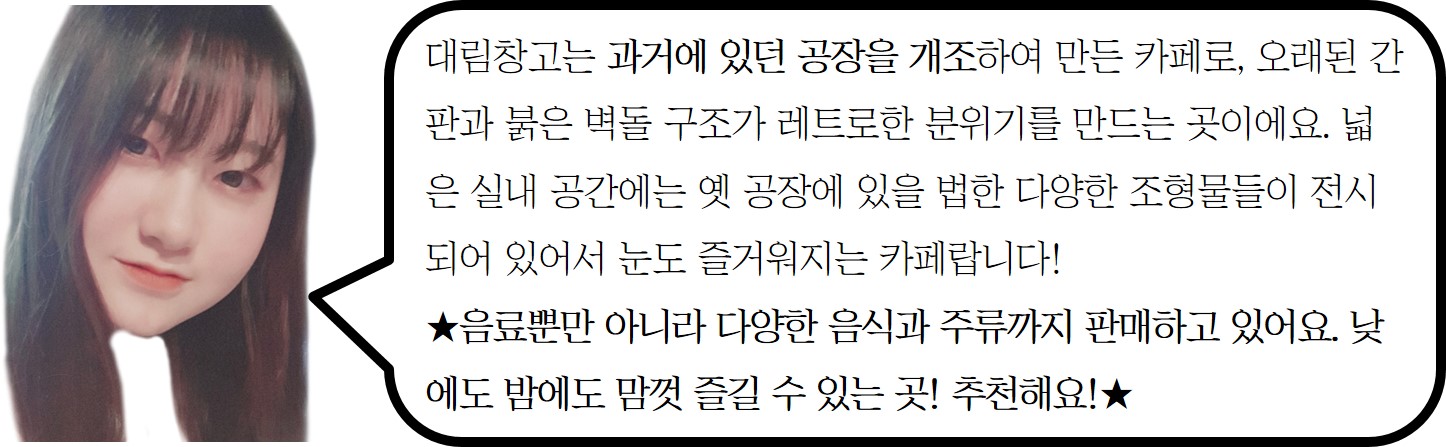 대림창고는 과거에 있던 공장을 개조하여 만든 카페로, 오래된 간
판과 붉은 벽돌 구조가 레트로한 분위기를 만드는 곳이에요. 넓
은 실내 공간에는 옛 공장에 있을 법한 다양한 조형물들이 전시
되어 있어서 눈도 즐거워지는 카페랍니다!
★음료뿐만 아니라 다양한 음식과 주류까지 판매하고 있어요. 낮
에도 밤에도 맘껏 즐길 수 있는 곳! 추천해요!★